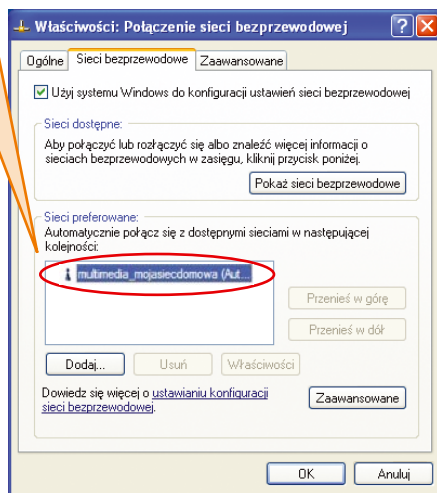 Właściwości: Połączenie sieci bezprzewodowej
Ogólne Sieci bezprzewodowe Zaawansowane
Użyj systemu Windows do konfiguracji ustawień sieci bezprzewodowej
Sieci dostępne:
Aby połączyć lub rozłączyć się albo znaleźć więcej informacji o
sieciach bezprzewodowych w zasięgu, kliknij przycisk poniżej.
Pokaż sieci bezprzewodowe
Sieci preferowane:
Automatycznie połącz się z dostępnymi sieciami w następującej
kolejności:
multimedia_mojasiecdomowa (Aut...
Przenieś w górę
Przenieś w dół
Dodaj... Usuń Właściwości
Dowiedz się więcej o ustawianiu konfiguracji
sieci bezprzewodowej.
Zaawansowane
OK Anuluj